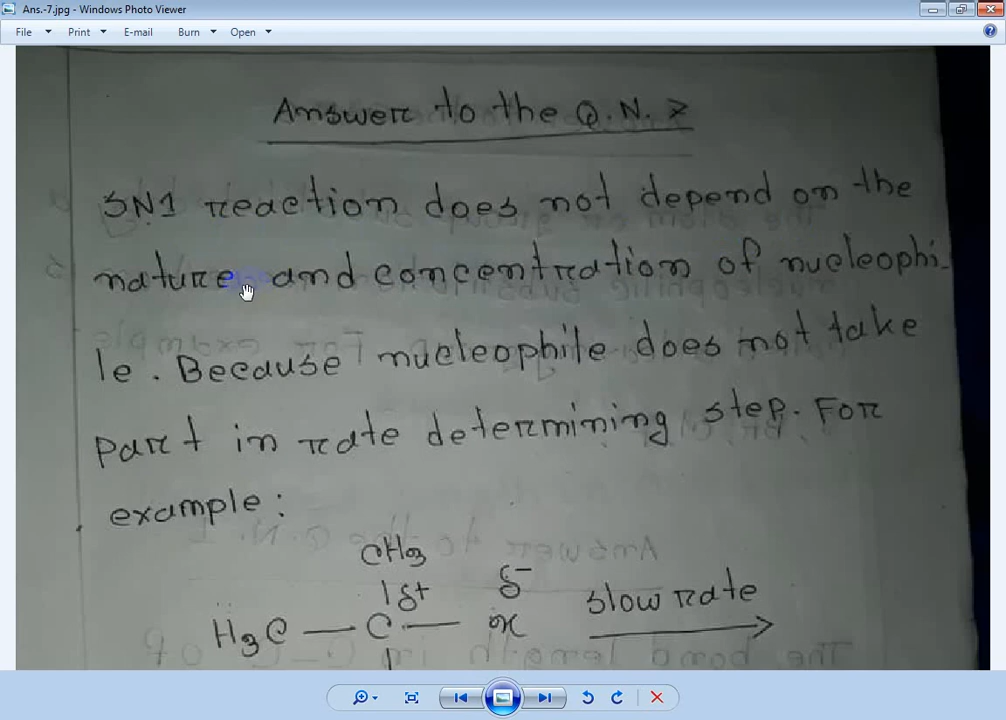 Ans.-7.jpg - Windows Photo Viewer
File Print E-mail Burn Open
Answer to the Q.N. 7
SN1 reaction does not depend on the
nature and concentration of nucleophi-
le. Because nucleophile does not take
part in rate determining step. For
example:
CH3
δ+ δ−
H3C — C — x slow rate